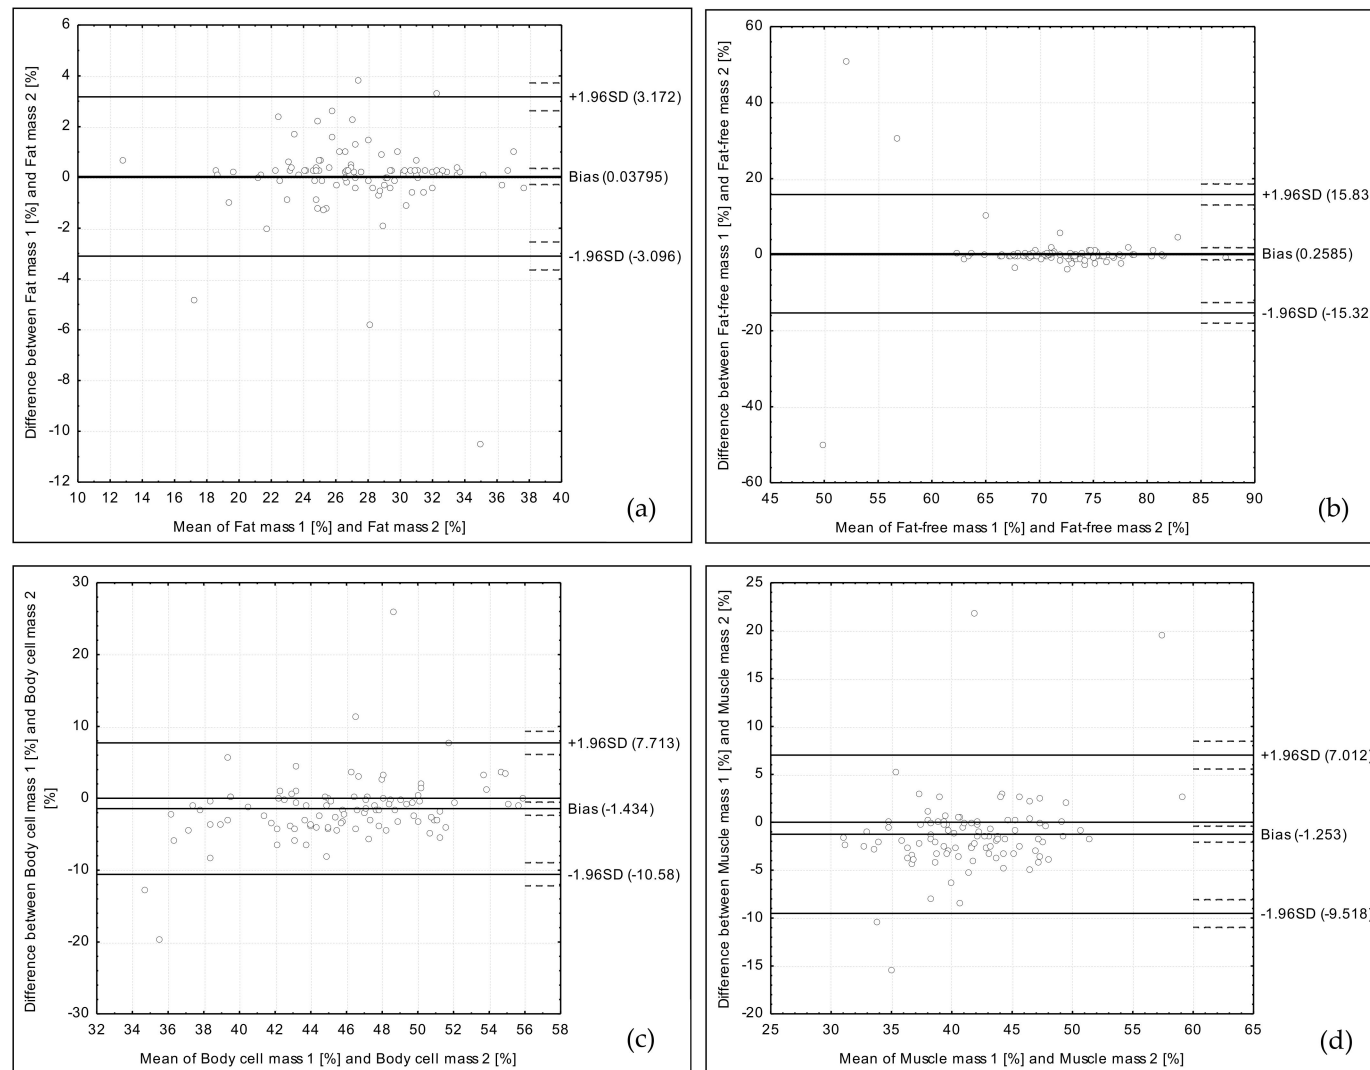 6
4
2
0
-2
-4
-6
-8
-10
-12
Difference between Fat mass 1 [%] and Fat mass 2 [%]
+1.96SD (3.172)
Bias (0.03795)
-1.96SD (-3.096)
10 12 14 16 18 20 22 24 26 28 30 32 34 36 38 40
Mean of Fat mass 1 [%] and Fat mass 2 [%]
(a)
60
40
20
0
-20
-40
-60
Difference between Fat-free mass 1 [%] and Fat-free mass 2 [%]
+1.96SD (15.83
Bias (0.2585)
-1.96SD (-15.32
45 50 55 60 65 70 75 80 85 90
Mean of Fat-free mass 1 [%] and Fat-free mass 2 [%]
(b)
30
20
10
0
-10
-20
-30
Difference between Body cell mass 1 [%] and Body cell mass 2
[%]
+1.96SD (7.713)
Bias (-1.434)
-1.96SD (-10.58)
32 34 36 38 40 42 44 46 48 50 52 54 56 58
Mean of Body cell mass 1 [%] and Body cell mass 2 [%]
(c)
25
20
15
10
5
0
-5
-10
-15
-20
Difference between Muscle mass 1 [%] and Muscle mass 2 [%]
+1.96SD (7.012)
Bias (-1.253)
-1.96SD (-9.518)
25 30 35 40 45 50 55 60 65
Mean of Muscle mass 1 [%] and Muscle mass 2 [%]
(d)